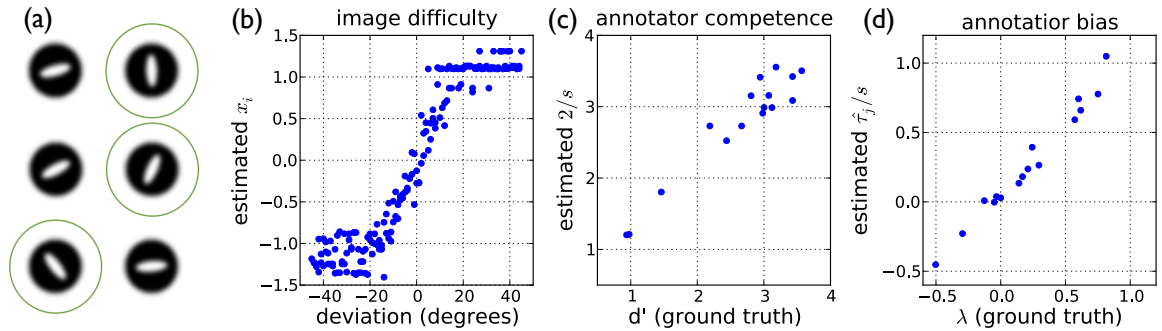 (a)
(b)
image difficulty
estimated x_i
1.5
1.0
0.5
0.0
−0.5
−1.0
−1.5
−40
−20
0
20
40
deviation (degrees)
(c)
annotator competence
estimated 2/s
4
3
2
1
1
2
3
4
d' (ground truth)
(d)
annotatior bias
estimated τ̂_j/s
1.0
0.5
0.0
−0.5
−0.5
0.0
0.5
1.0
λ (ground truth)